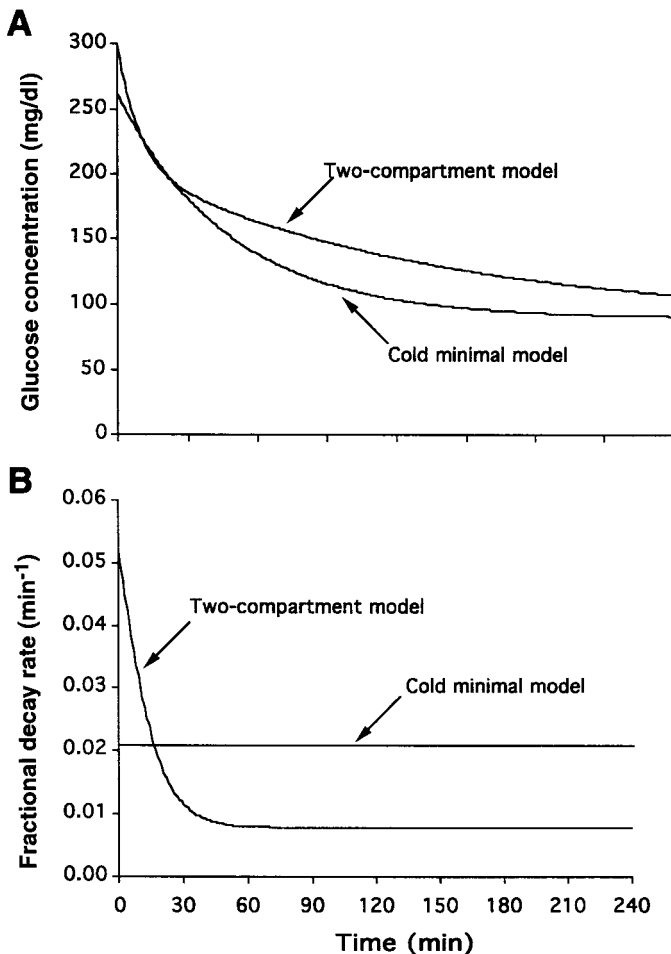 A
Glucose concentration (mg/dl)
300
250
200
150
100
50
0
Two-compartment model
Cold minimal model
B
Fractional decay rate (min-1)
0.06
0.05
0.04
0.03
0.02
0.01
0.00
Two-compartment model
Cold minimal model
0 30 60 90 120 150 180 210 240
Time (min)